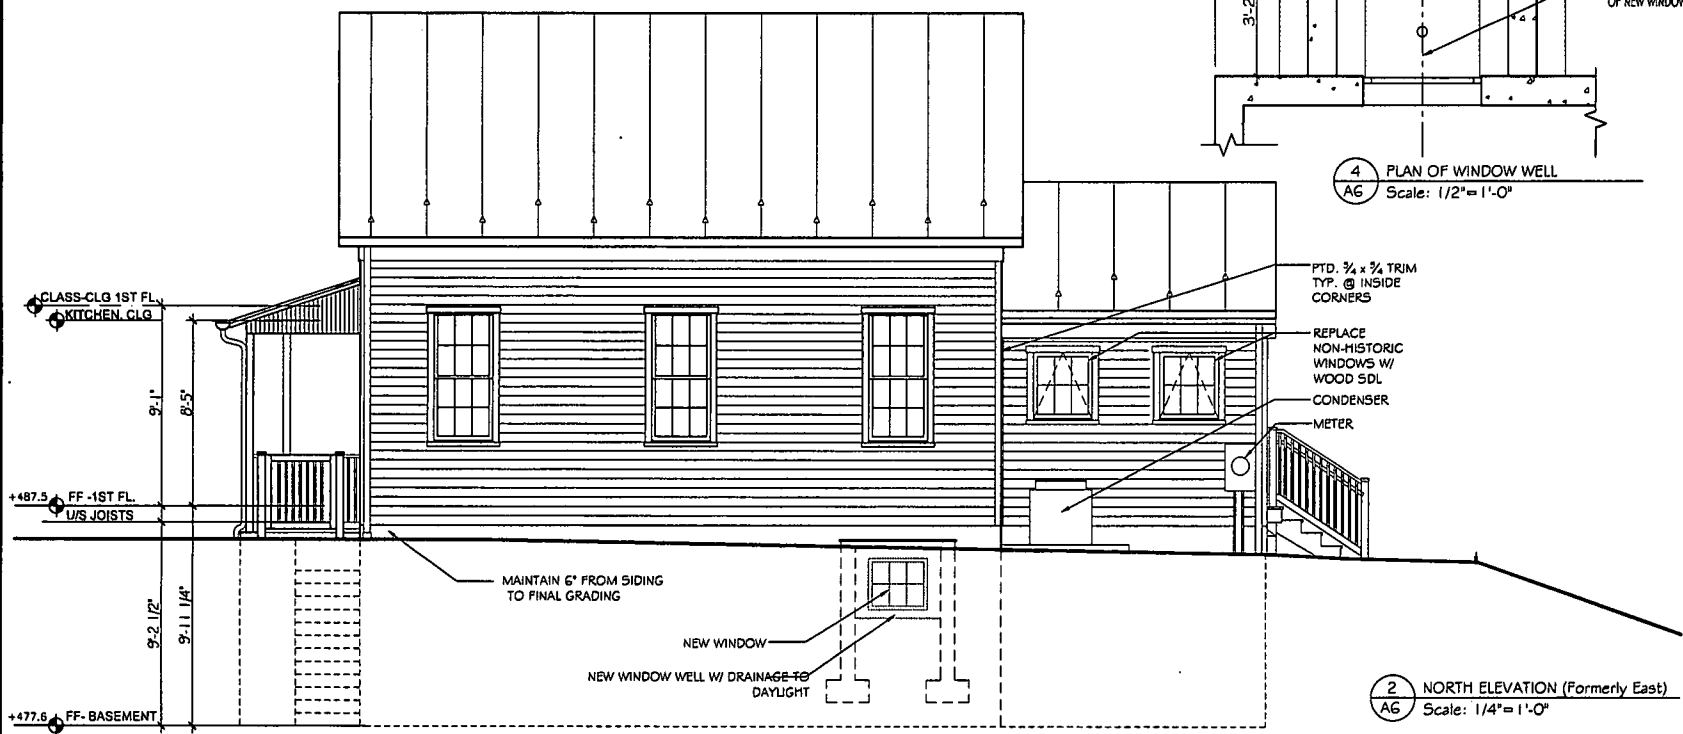 3'-2
OF NEW WINDOW
4
A6
PLAN OF WINDOW WELL
Scale: 1/2"=1'-0"
PTD. 5/4 x 5/4 TRIM
TYP. @ INSIDE
CORNERS
CLASS-CLG 1ST FL.
KITCHEN. CLG
REPLACE
NON-HISTORIC
WINDOWS W/
WOOD SDL
CONDENSER
METER
9'-1"
8'-5"
+487.5
FF -1ST FL.
U/S JOISTS
MAINTAIN 6" FROM SIDING
TO FINAL GRADING
9'-2 1/2"
9'-11 1/4"
NEW WINDOW
NEW WINDOW WELL W/ DRAINAGE TO
DAYLIGHT
+477.6
FF- BASEMENT
2
A6
NORTH ELEVATION (Formerly East)
Scale: 1/4"=1'-0"